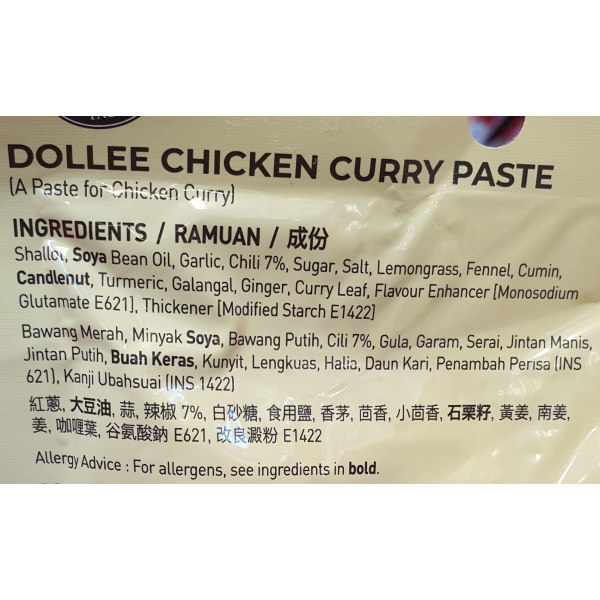 DOLLEE CHICKEN CURRY PASTE
(A Paste for Chicken Curry)
INGREDIENTS / RAMUAN / 成份
Shallot, Soya Bean Oil, Garlic, Chili 7%, Sugar, Salt, Lemongrass, Fennel, Cumin,
Candlenut, Turmeric, Galangal, Ginger, Curry Leaf, Flavour Enhancer [Monosodium
Glutamate E621], Thickener [Modified Starch E1422]
Bawang Merah, Minyak Soya, Bawang Putih, Cili 7%, Gula, Garam, Serai, Jintan Manis,
Jintan Putih, Buah Keras, Kunyit, Lengkuas, Halia, Daun Kari, Penambah Perisa (INS
621), Kanji Ubahsuai (INS 1422)
紅蔥, 大豆油, 蒜, 辣椒 7%, 白砂糖, 食用鹽, 香茅, 茴香, 小茴香, 石栗籽, 黃姜, 南姜,
姜, 咖喱葉, 谷氨酸鈉 E621, 改良澱粉 E1422
Allergy Advice : For allergens, see ingredients in bold.